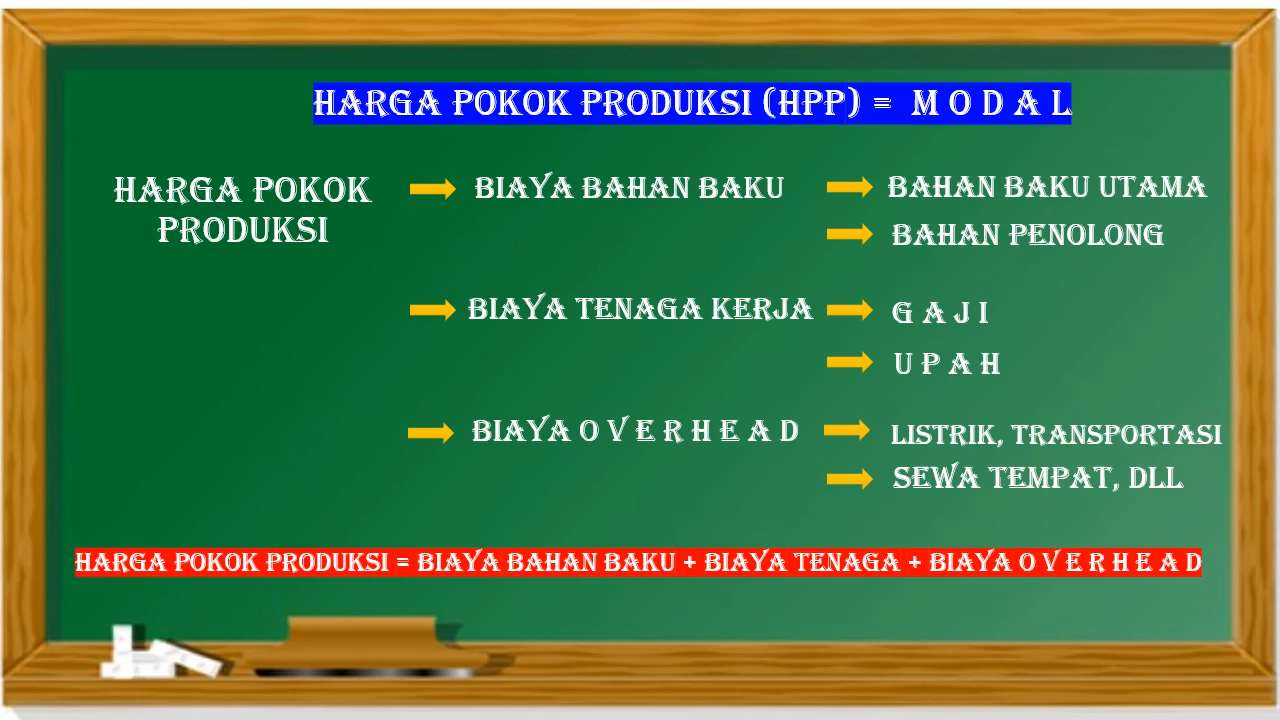 HARGA POKOK PRODUKSI (HPP) = M O D A L
HARGA POKOK
PRODUKSI
BIAYA BAHAN BAKU
BAHAN BAKU UTAMA
BAHAN PENOLONG
BIAYA TENAGA KERJA
G A J I
U P A H
BIAYA O V E R H E A D
LISTRIK, TRANSPORTASI
SEWA TEMPAT, DLL
HARGA POKOK PRODUKSI = BIAYA BAHAN BAKU + BIAYA TENAGA + BIAYA O V E R H E A D